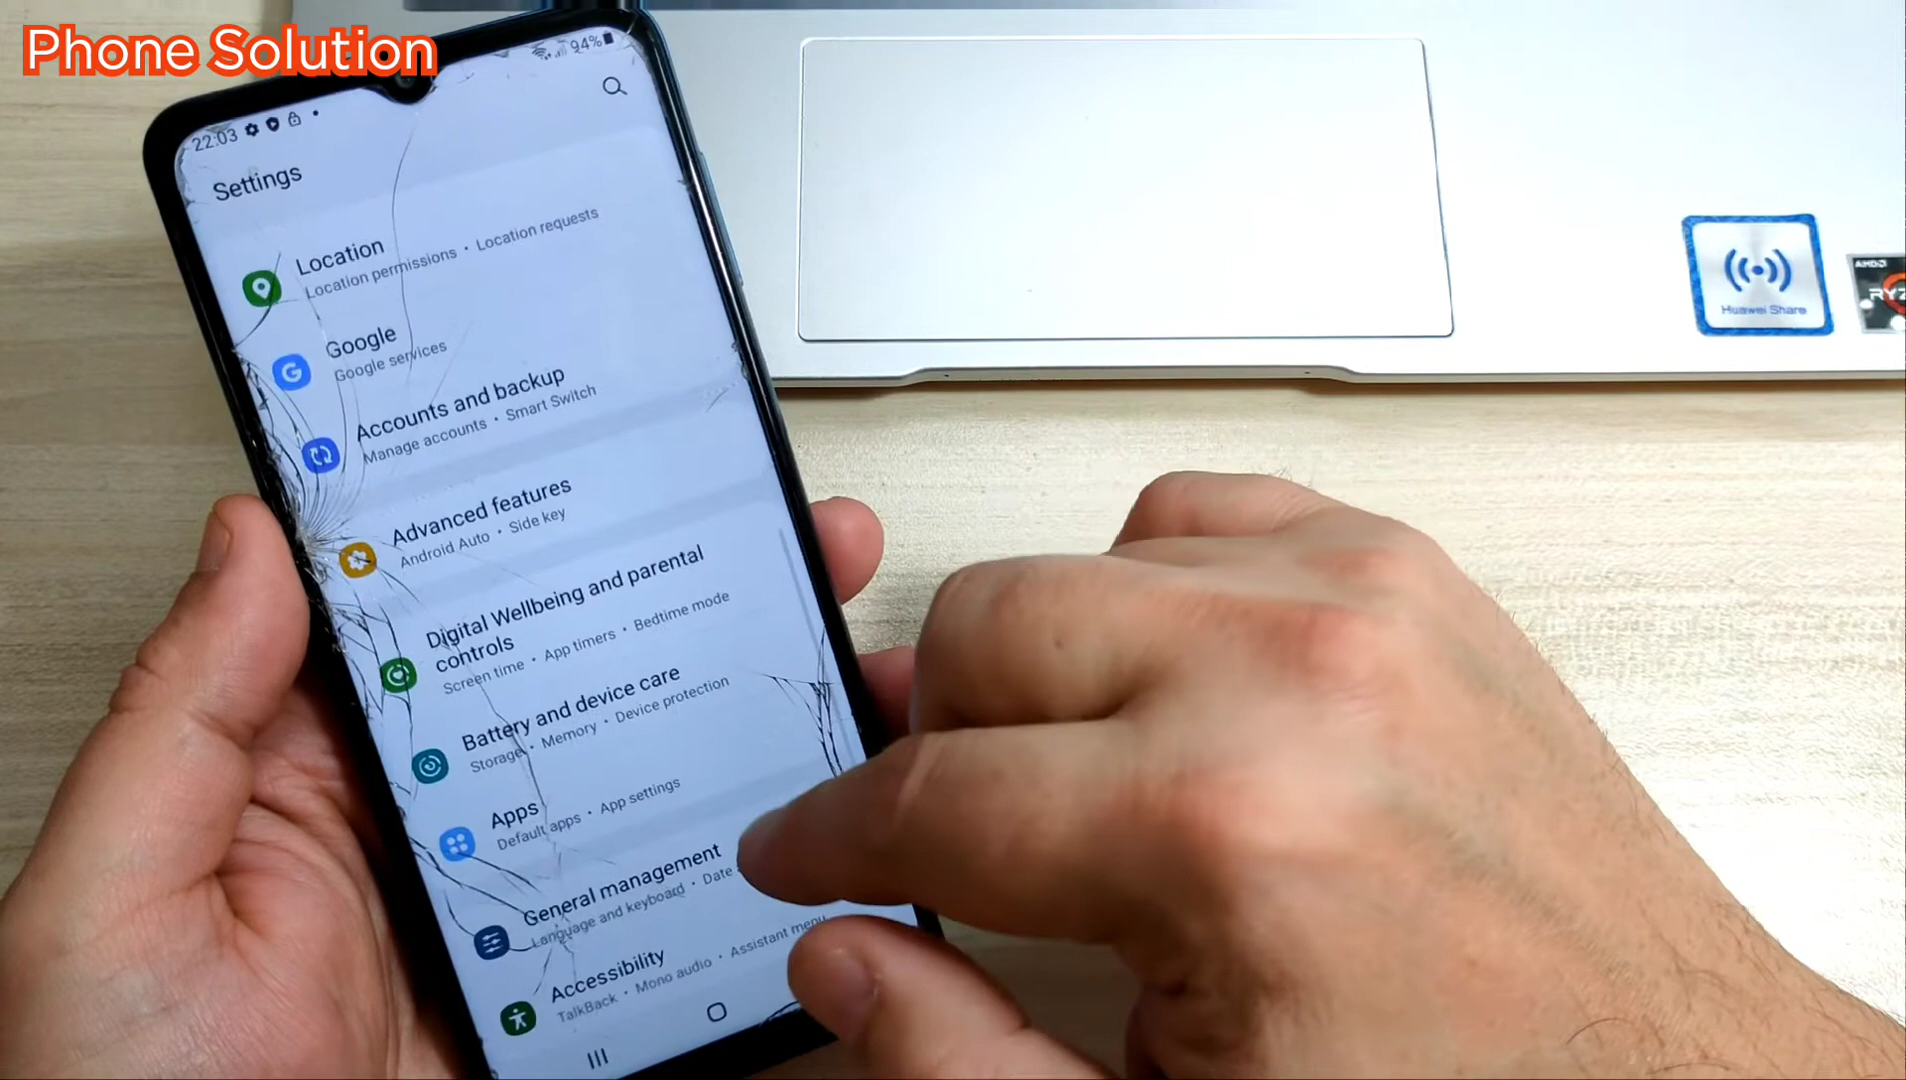 Phone Solution
94%
22:03
Settings
Location
Location permissions • Location requests
Google
Google services
Accounts and backup
Manage accounts • Smart Switch
Advanced features
Android Auto • Side key
Digital Wellbeing and parental
controls
Screen time • App timers • Bedtime mode
Battery and device care
Storage • Memory • Device protection
Apps
Default apps • App settings
General management
Language and keyboard • Date
Accessibility
TalkBack • Mono audio • Assistant menu
Huawei Share
AMD
RYZ